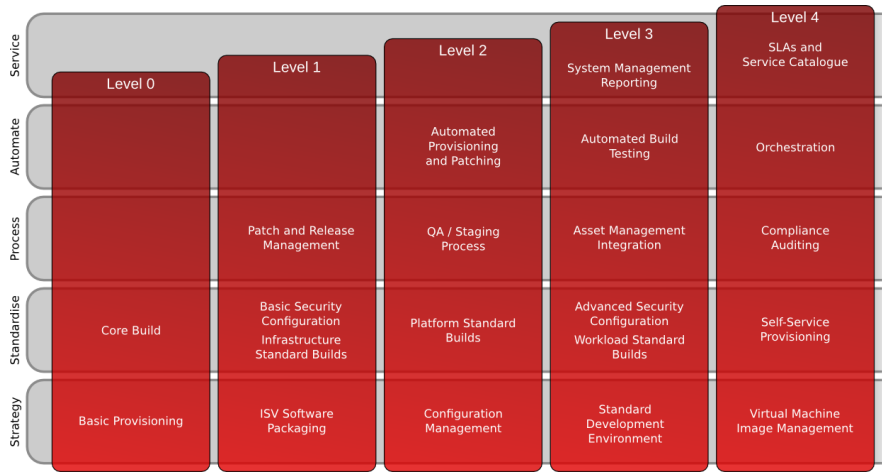 Service
Automate
Process
Standardise
Strategy
Level 0
Core Build
Basic Provisioning
Level 1
Patch and Release
Management
Basic Security
Configuration
Infrastructure
Standard Builds
ISV Software
Packaging
Level 2
Automated
Provisioning
and Patching
QA / Staging
Process
Platform Standard
Builds
Configuration
Management
Level 3
System Management
Reporting
Automated Build
Testing
Asset Management
Integration
Advanced Security
Configuration
Workload Standard
Builds
Standard
Development
Environment
Level 4
SLAs and
Service Catalogue
Orchestration
Compliance
Auditing
Self-Service
Provisioning
Virtual Machine
Image Management